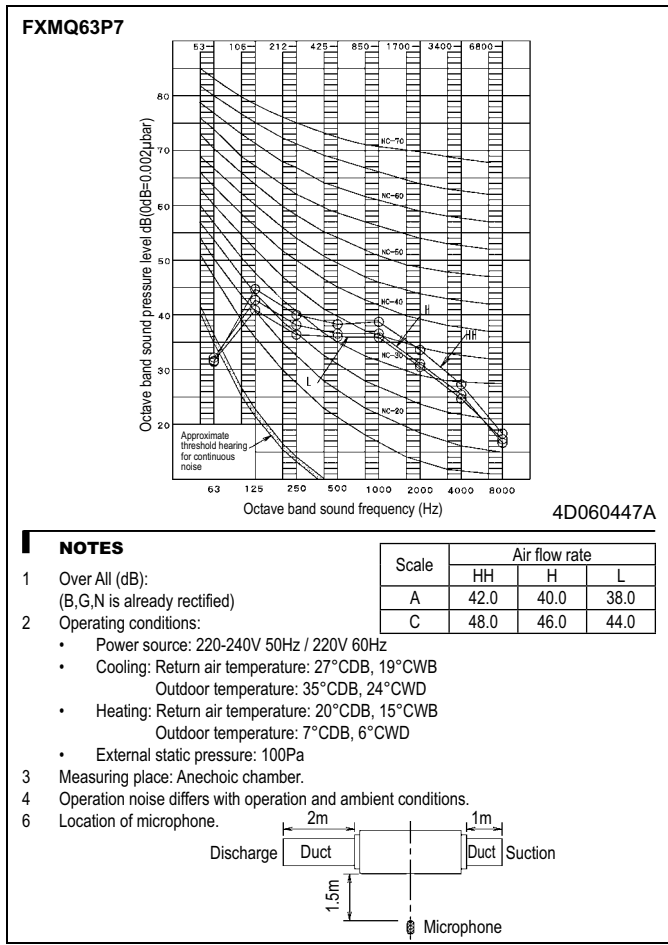 FXMQ63P7
53 106 212 425 850 1700 3400 6800
Octave band sound pressure level dB(0dB=0.002µbar)
80
70
60
50
40
30
20
NC-70
NC-60
NC-50
NC-40
NC-30
NC-20
H
HH
L
Approximate
threshold hearing
for continuous
noise
63 125 250 500 1000 2000 4000 8000
Octave band sound frequency (Hz)
4D060447A
NOTES
1 Over All (dB):
(B,G,N is already rectified)
Scale Air flow rate
HH H L
A 42.0 40.0 38.0
C 48.0 46.0 44.0
2 Operating conditions:
• Power source: 220-240V 50Hz / 220V 60Hz
• Cooling: Return air temperature: 27°CDB, 19°CWB
Outdoor temperature: 35°CDB, 24°CWD
• Heating: Return air temperature: 20°CDB, 15°CWB
Outdoor temperature: 7°CDB, 6°CWD
• External static pressure: 100Pa
3 Measuring place: Anechoic chamber.
4 Operation noise differs with operation and ambient conditions.
6 Location of microphone.
2m 1m
Discharge Duct Duct Suction
1.5m
Microphone